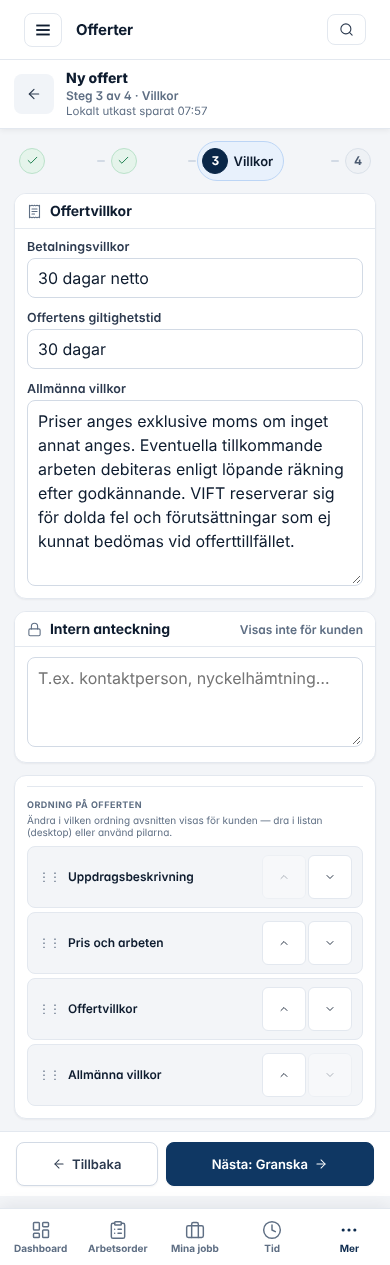 Offerter
Ny offert
Steg 3 av 4 · Villkor
Lokalt utkast sparat 07:57
3 Villkor
4
Offertvillkor
Betalningsvillkor
30 dagar netto
Offertens giltighetstid
30 dagar
Allmänna villkor
Priser anges exklusive moms om inget
annat anges. Eventuella tillkommande
arbeten debiteras enligt löpande räkning
efter godkännande. VIFT reserverar sig
för dolda fel och förutsättningar som ej
kunnat bedömas vid offerttillfället.
Intern anteckning
Visas inte för kunden
T.ex. kontaktperson, nyckelhämtning...
ORDNING PÅ OFFERTEN
Ändra i vilken ordning avsnitten visas för kunden — dra i listan
(desktop) eller använd pilarna.
Uppdragsbeskrivning
Pris och arbeten
Offertvillkor
Allmänna villkor
← Tillbaka
Nästa: Granska →
Dashboard
Arbetsorder
Mina jobb
Tid
Mer